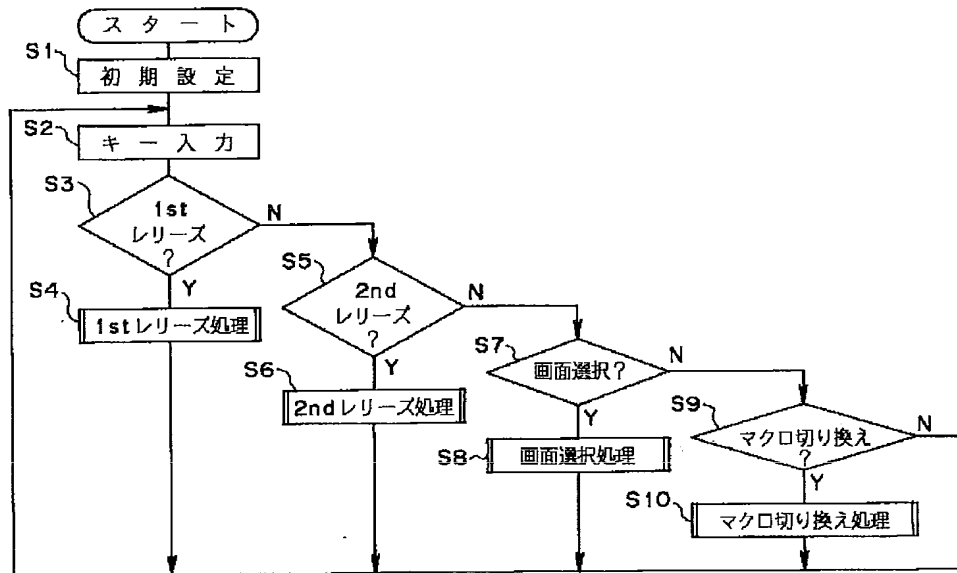 スタート
S1
初期設定
S2
キー入力
S3
1st
レリーズ
?
N
Y
S4
1stレリーズ処理
S5
2nd
レリーズ
?
N
Y
S6
2ndレリーズ処理
S7
画面選択?
N
Y
S8
画面選択処理
S9
マクロ切り換え
?
N
Y
S10
マクロ切り換え処理